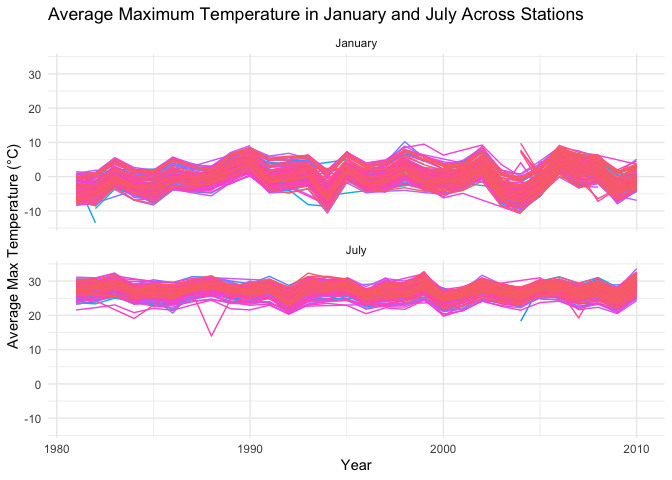 Average Maximum Temperature in January and July Across Stations
January
30
20
10
0
-10
July
30
20
10
0
-10
Average Max Temperature (°C)
1980 1990 2000 2010
Year